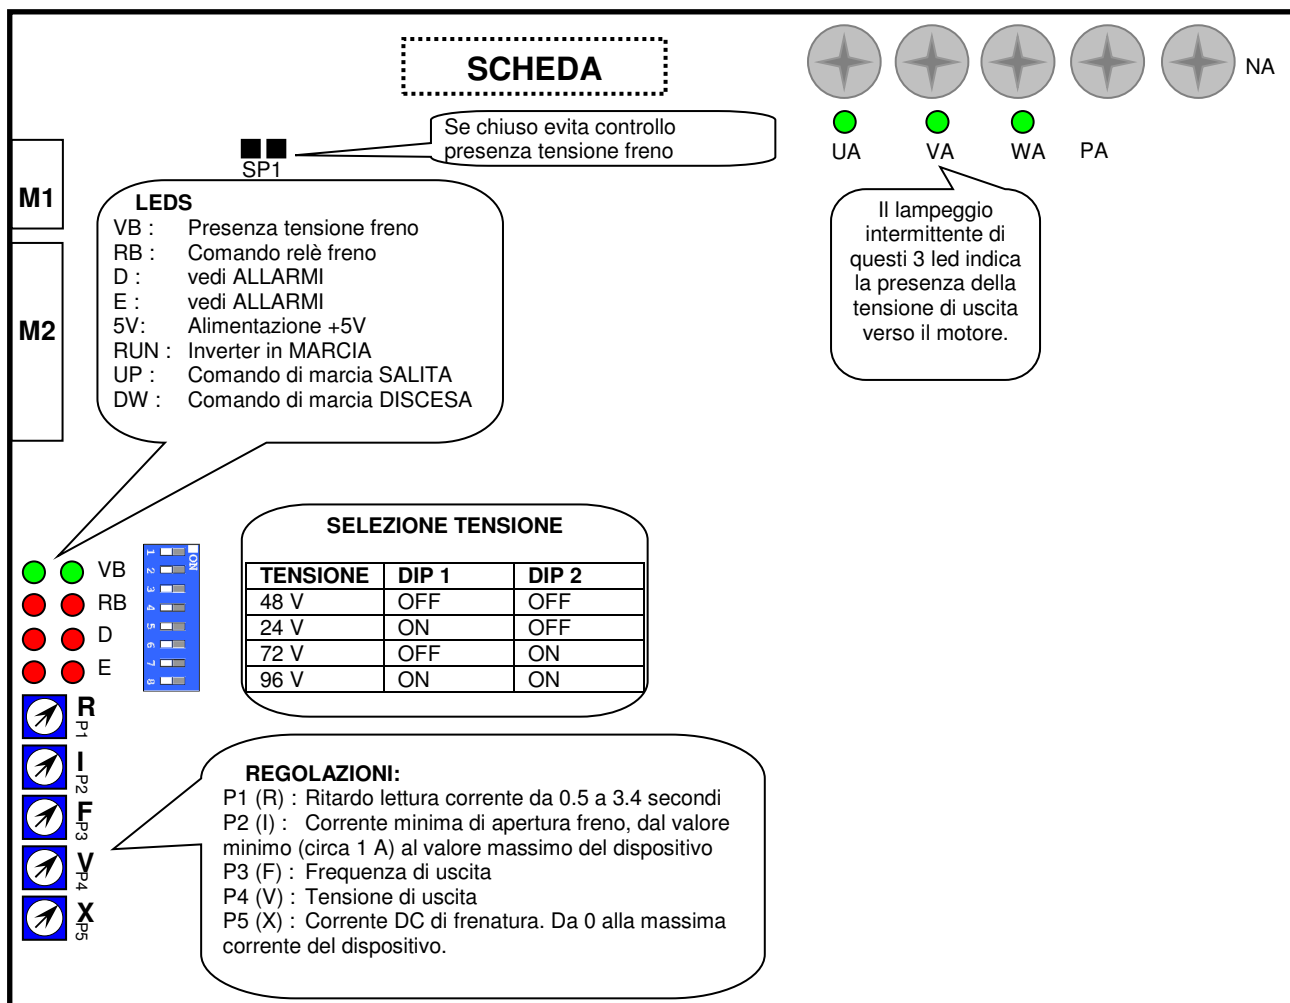 SCHEDA
NA
Se chiuso evita controllo
presenza tensione freno
SP1
UA VA WA PA
M1
M2
LEDS
VB : Presenza tensione freno
RB : Comando relè freno
D : vedi ALLARMI
E : vedi ALLARMI
5V: Alimentazione +5V
RUN : Inverter in MARCIA
UP : Comando di marcia SALITA
DW : Comando di marcia DISCESA
Il lampeggio
intermittente di
questi 3 led indica
la presenza della
tensione di uscita
verso il motore.
VB
RB
D
E
ON
1
2
3
4
5
6
7
8
SELEZIONE TENSIONE
TENSIONE DIP 1 DIP 2
48 V OFF OFF
24 V ON OFF
72 V OFF ON
96 V ON ON
R P1
I P2
F P3
V P4
X P5
REGOLAZIONI:
P1 (R) : Ritardo lettura corrente da 0.5 a 3.4 secondi
P2 (I) : Corrente minima di apertura freno, dal valore
minimo (circa 1 A) al valore massimo del dispositivo
P3 (F) : Frequenza di uscita
P4 (V) : Tensione di uscita
P5 (X) : Corrente DC di frenatura. Da 0 alla massima
corrente del dispositivo.